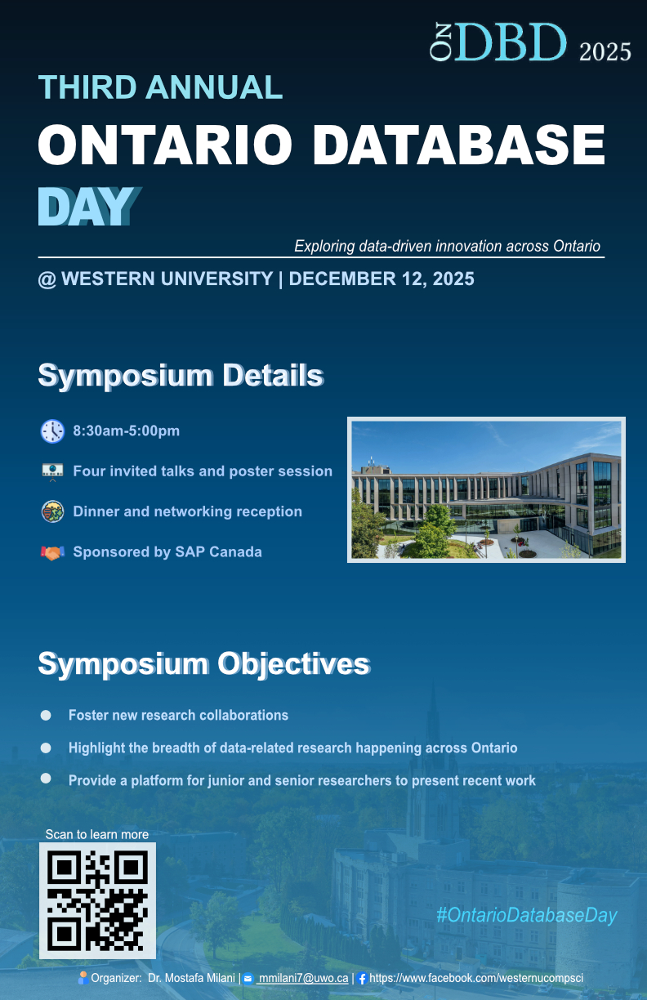 ON DBD 2025
THIRD ANNUAL
ONTARIO DATABASE
DAY
Exploring data-driven innovation across Ontario
@ WESTERN UNIVERSITY | DECEMBER 12, 2025
Symposium Details
8:30am-5:00pm
Four invited talks and poster session
Dinner and networking reception
Sponsored by SAP Canada
Symposium Objectives
Foster new research collaborations
Highlight the breadth of data-related research happening across Ontario
Provide a platform for junior and senior researchers to present recent work
Scan to learn more
#OntarioDatabaseDay
Organizer: Dr. Mostafa Milani | mmilani7@uwo.ca | https://www.facebook.com/westernucompsci